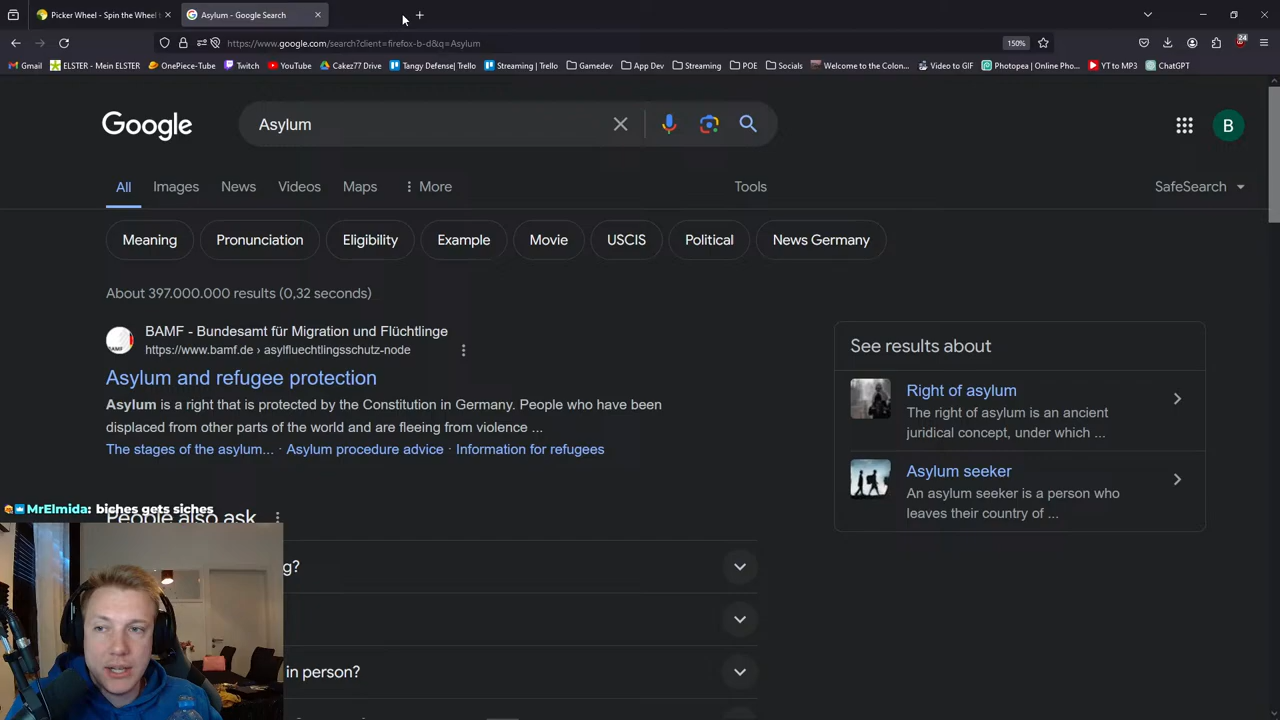 Picker Wheel - Spin the Wheel t
Asylum - Google Search
https://www.google.com/search?client=firefox-b-d&q=Asylum
150%
24
Gmail
ELSTER - Mein ELSTER
OnePiece-Tube
Twitch
YouTube
Cakez77 Drive
Tangy Defense| Trello
Streaming | Trello
Gamedev
App Dev
Streaming
POE
Socials
Welcome to the Colon...
Video to GIF
Photopea | Online Pho...
YT to MP3
ChatGPT
Google
Asylum
B
All
Images
News
Videos
Maps
More
Tools
SafeSearch
Meaning
Pronunciation
Eligibility
Example
Movie
USCIS
Political
News Germany
About 397.000.000 results (0,32 seconds)
BAMF - Bundesamt für Migration und Flüchtlinge
https://www.bamf.de › asylfluechtlingsschutz-node
Asylum and refugee protection
Asylum is a right that is protected by the Constitution in Germany. People who have been
displaced from other parts of the world and are fleeing from violence ...
The stages of the asylum... · Asylum procedure advice · Information for refugees
See results about
Right of asylum
The right of asylum is an ancient
juridical concept, under which ...
Asylum seeker
An asylum seeker is a person who
leaves their country of ...
MrElmida: biches gets siches
People also ask
g?
in person?